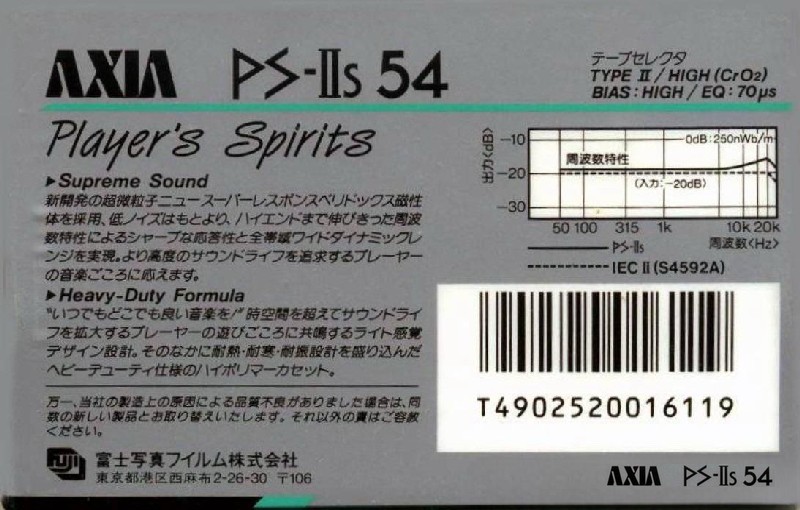 AXIA PS-IIs 54
テープセレクタ
TYPE II / HIGH (CrO2)
BIAS : HIGH / EQ : 70μs
Player's Spirits
▶Supreme Sound
新開発の超微粒子ニュースーパーレスポンスベリドックス磁性
体を採用、低ノイズはもとより、ハイエンドまで伸びきった周波
数特性によるシャープな応答性と全帯域ワイドダイナミックレ
ンジを実現。より高度のサウンドライフを追求するプレーヤー
の音楽ごころに応えます。
▶Heavy-Duty Formula
"いつでもどこでも良い音楽を!"時空間を超えてサウンドライ
フを拡大するプレーヤーの遊びごころに共鳴するライト感覚
デザイン設計。そのなかに耐熱・耐寒・耐振設計を盛り込んだ
ヘビーデューティ仕様のハイポリマーカセット。
万一、当社の製造上の原因による品質不良がありました場合は、同
数の新しい製品とお取り替えいたします。それ以外の責はご容赦
ください。
FUJI 富士写真フイルム株式会社
東京都港区西麻布2-26-30 〒106
出力<dB>
−10
−20
−30
0dB : 250nWb/m
周波数特性
(入力:−20dB)
50 100 315 1k 10k 20k
周波数<Hz>
PS-IIs
IEC II (S4592A)
T4902520016119
AXIA PS-IIs 54